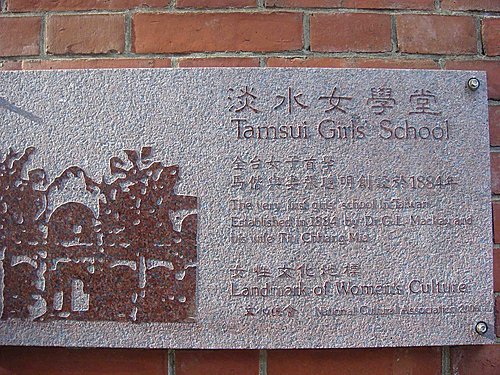 淡水女學堂
Tamsui Girls' School
全台女子首學
馬偕與妻張聰明創設於1884年
The very first girls' school in Taiwan
Established in 1884 by Dr. G. L. Mackay and
his wife Tiu Chhang Mia
女性文化地標
Landmark of Women's Culture
National Cultural Association